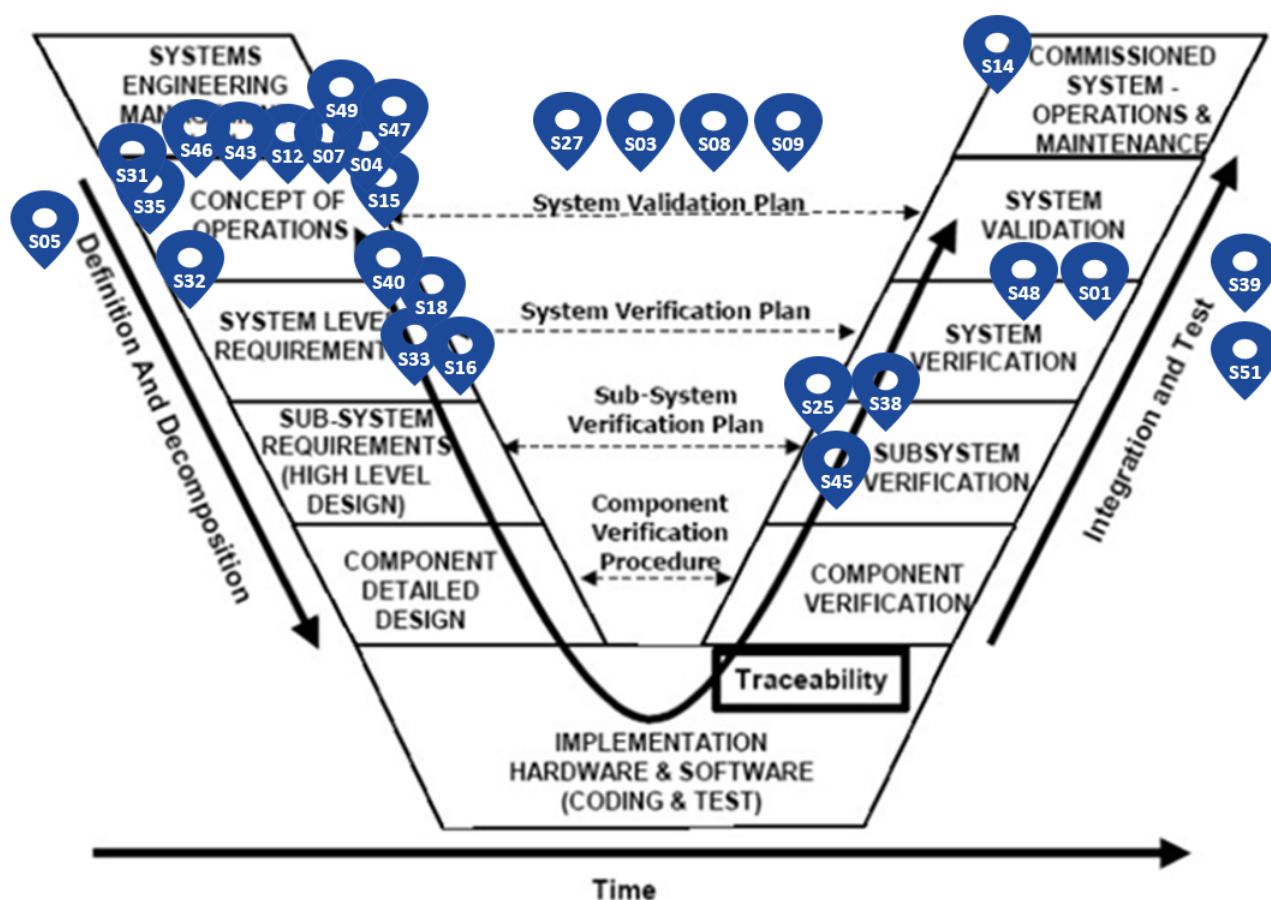 SYSTEMS
ENGINEERING
S14
COMMISSIONED
SYSTEM -
OPERATIONS &
MAINTENANCE
S49
S47
S46
S43
S12
S07
S04
S27
S03
S08
S09
S31
S35
S15
S05
CONCEPT OF
OPERATIONS
System Validation Plan
SYSTEM
VALIDATION
S32
S40
S18
S48
S01
S39
S51
Definition And Decomposition
SYSTEM LEVEL
REQUIREMENT
S33
S16
System Verification Plan
SYSTEM
VERIFICATION
Integration and Test
S25
S38
S45
Sub-System
Verification Plan
SUB-SYSTEM
REQUIREMENTS
(HIGH LEVEL
DESIGN)
SUBSYSTEM
VERIFICATION
Component
Verification
Procedure
COMPONENT
DETAILED
DESIGN
COMPONENT
VERIFICATION
Traceability
IMPLEMENTATION
HARDWARE & SOFTWARE
(CODING & TEST)
Time